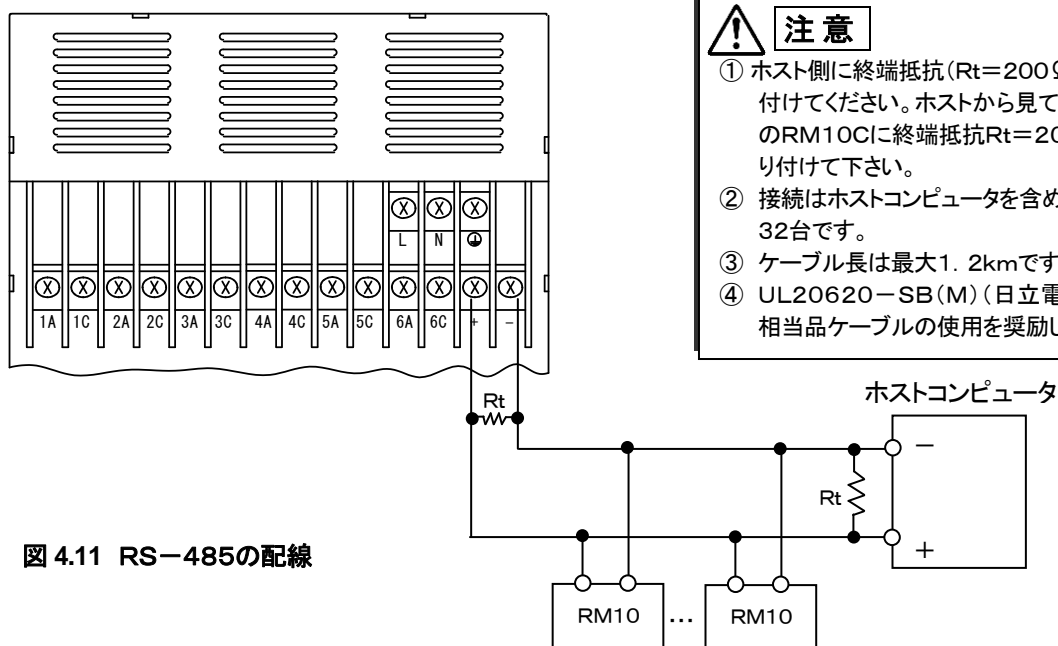 注 意
① ホスト側に終端抵抗(Rt=200Ω
付けてください。ホストから見て
のRM10Cに終端抵抗Rt=20
り付けて下さい。
② 接続はホストコンピュータを含め
32台です。
③ ケーブル長は最大1.2kmです
④ UL20620-SB(M)(日立電
相当品ケーブルの使用を奨励し
L N
1A 1C 2A 2C 3A 3C 4A 4C 5A 5C 6A 6C + -
Rt
ホストコンピュータ
-
Rt
+
図 4.11 RS-485の配線
RM10 ... RM10